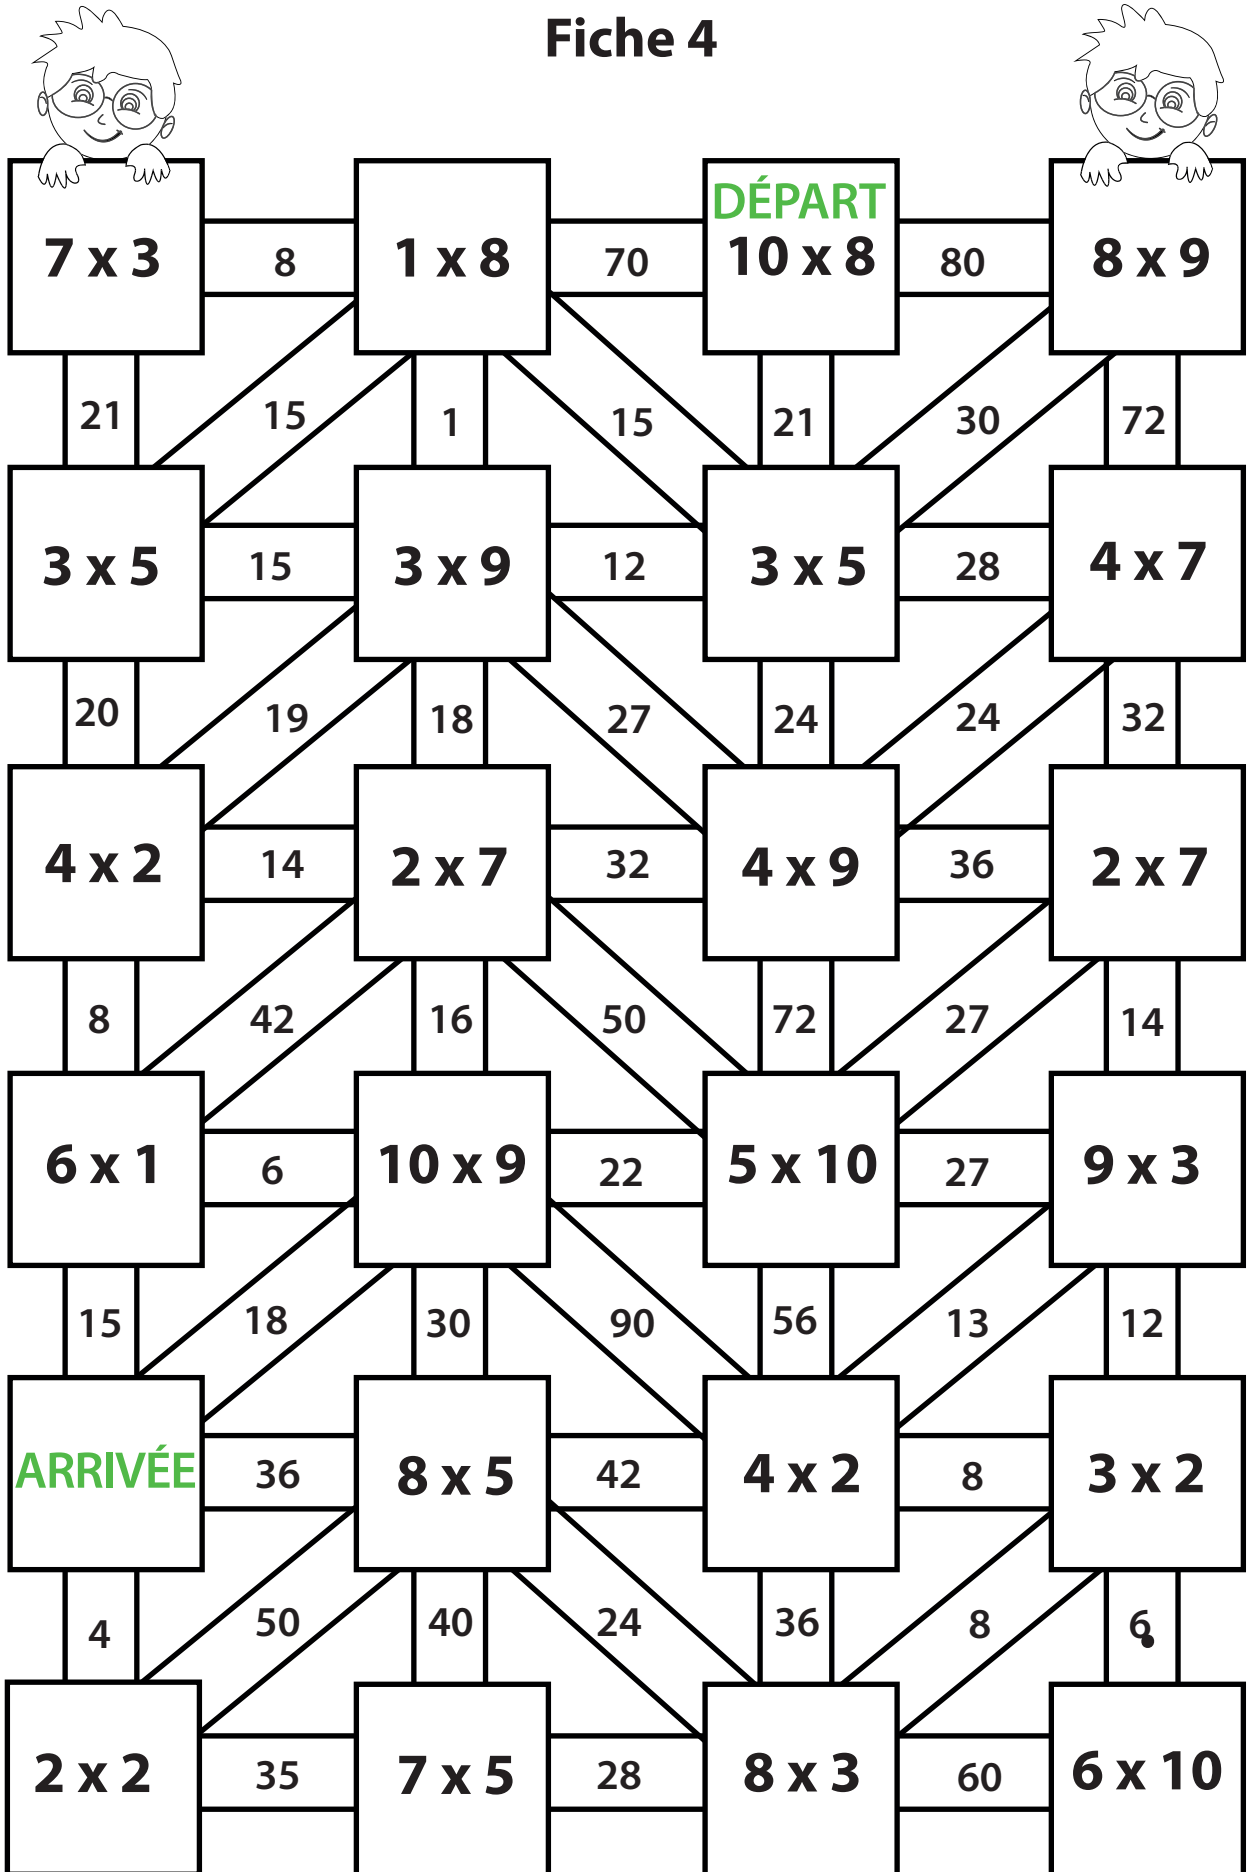 Fiche 4
DÉPART
7 x 3 8 1 x 8 70 10 x 8 80 8 x 9
21 15 1 15 21 30 72
3 x 5 15 3 x 9 12 3 x 5 28 4 x 7
20 19 18 27 24 24 32
4 x 2 14 2 x 7 32 4 x 9 36 2 x 7
8 42 16 50 72 27 14
6 x 1 6 10 x 9 22 5 x 10 27 9 x 3
15 18 30 90 56 13 12
ARRIVÉE 36 8 x 5 42 4 x 2 8 3 x 2
4 50 40 24 36 8 6
2 x 2 35 7 x 5 28 8 x 3 60 6 x 10